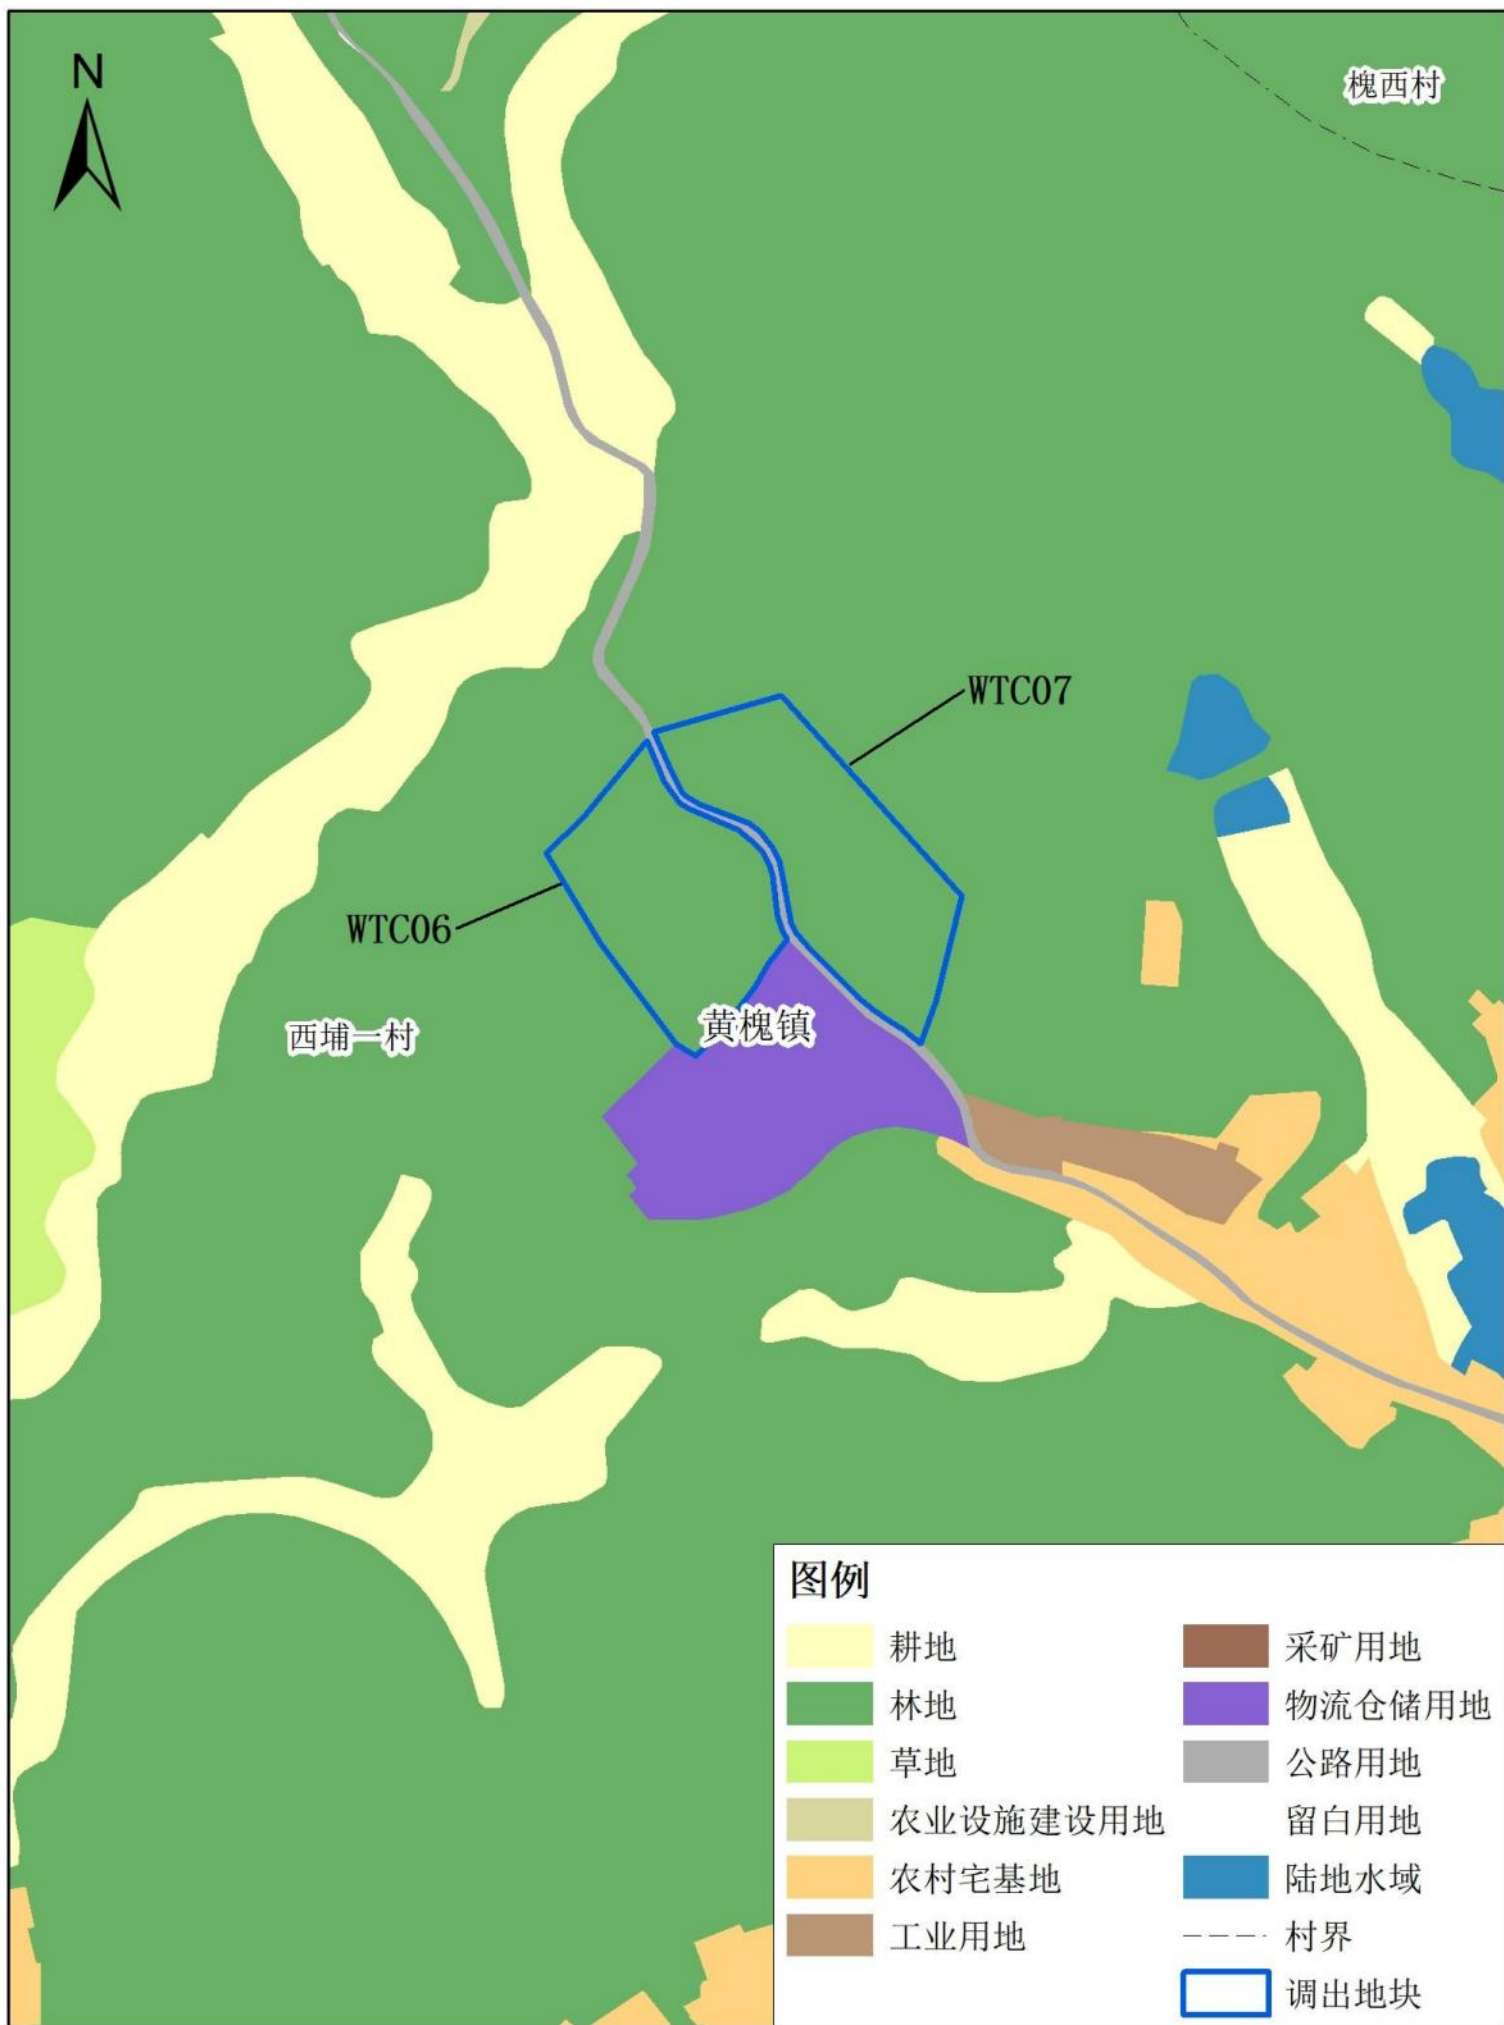 N
槐西村
WTC07
WTC06
黄槐镇
西埔一村
图例
耕地
采矿用地
林地
物流仓储用地
草地
公路用地
农业设施建设用地
留白用地
农村宅基地
陆地水域
工业用地
村界
调出地块